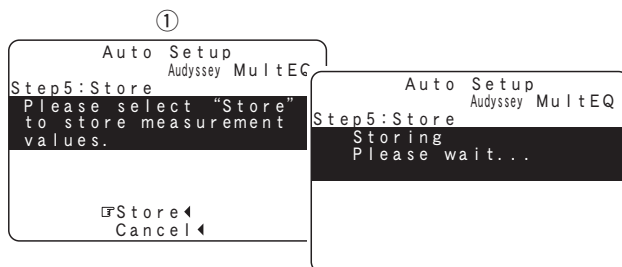 ①
Auto Setup
Audyssey MultEQ
Step5:Store
Please select “Store”
to store measurement
values.
☞Store◀
Cancel◀
Auto Setup
Audyssey MultEQ
Step5:Store
Storing
Please wait...